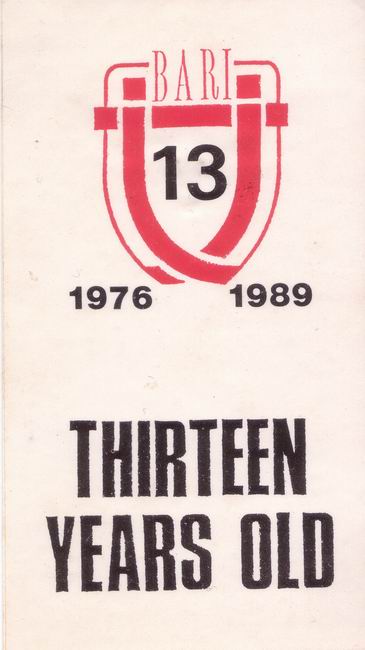 BARI
13
1976 1989
THIRTEEN
YEARS OLD